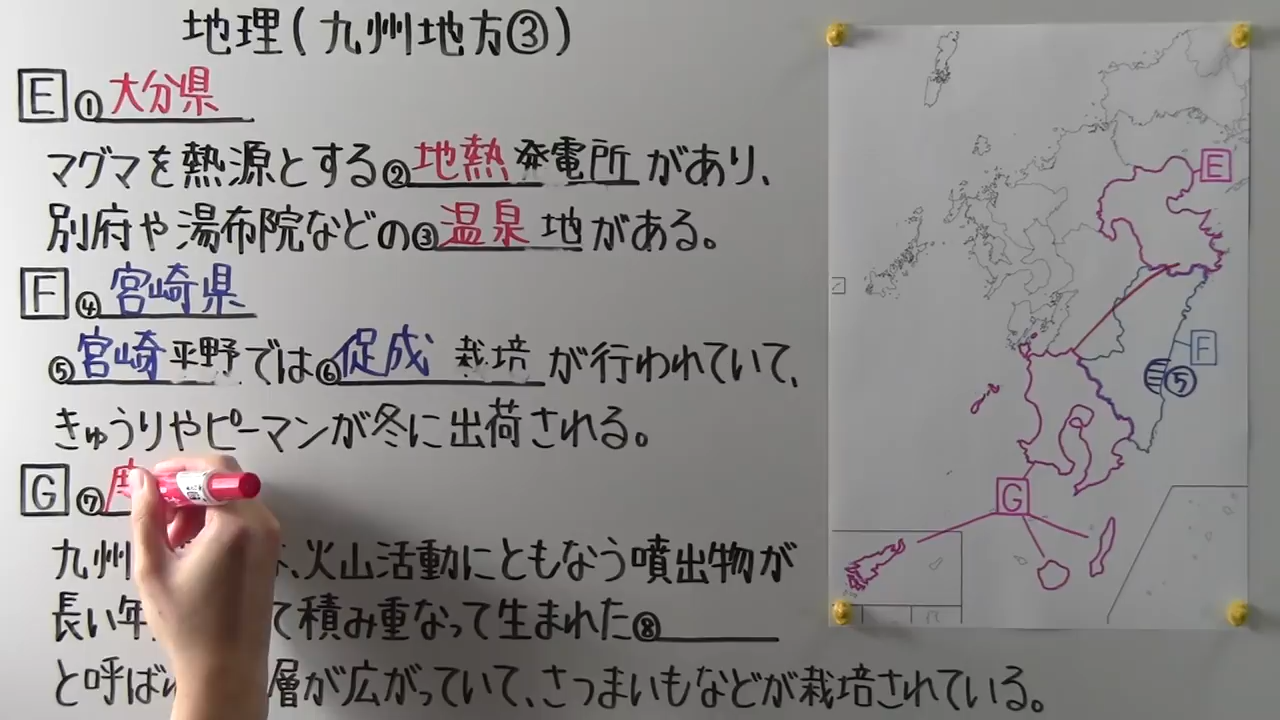 地理(九州地方③)
E ①大分県
マグマを熱源とする②地熱発電所があり、
別府や湯布院などの③温泉地がある。
F ④宮崎県
⑤宮崎平野では⑥促成栽培が行われていて、
きゅうりやピーマンが冬に出荷される。
G ⑦
九州 、火山活動にともなう噴出物が
長い年 て積み重なって生まれた⑧
と呼ば 層が広がっていて、さつまいもなどが栽培されている。
E
F
⑤
G